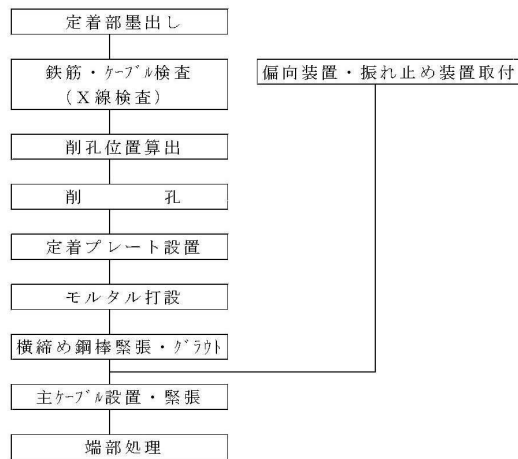 定着部墨出し
鉄筋・ｹｰﾌﾞﾙ検査
（Ｘ線検査）
偏向装置・振れ止め装置取付
削孔位置算出
削　　　孔
定着プレート設置
モルタル打設
横締め鋼棒緊張・ｸﾞﾗｳﾄ
主ｹｰﾌﾞﾙ設置・緊張
端部処理